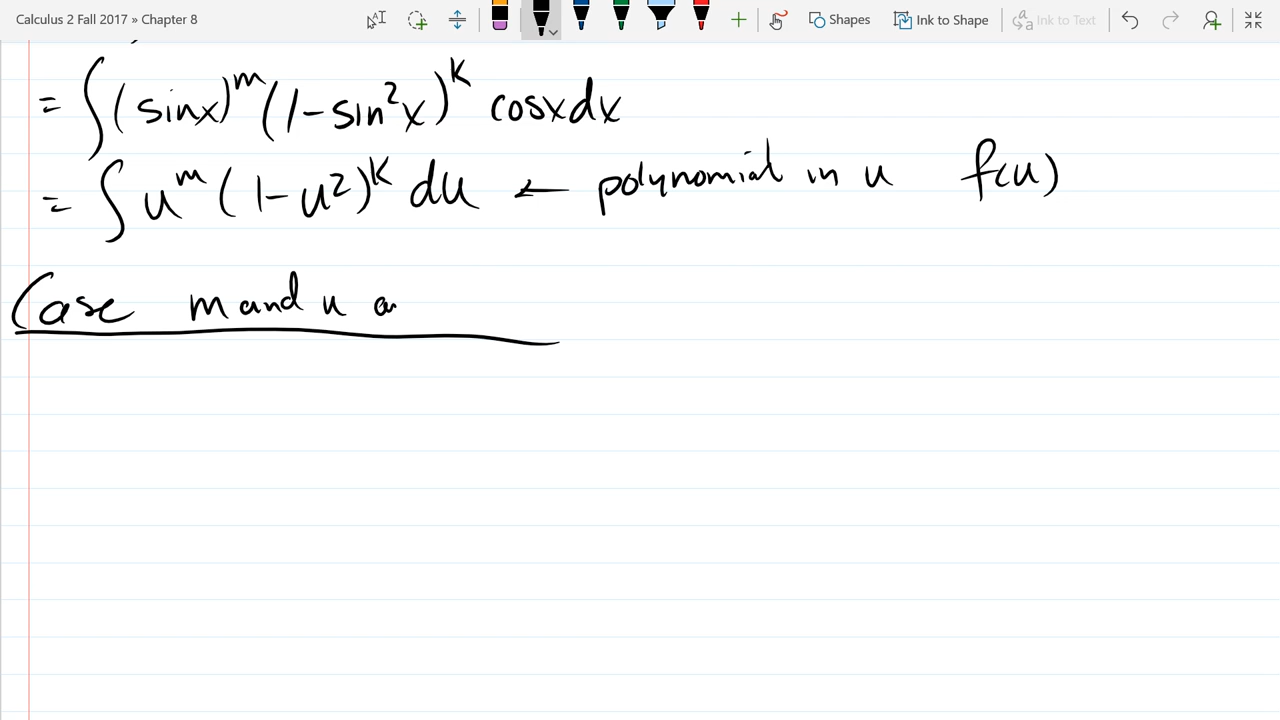 Calculus 2 Fall 2017 » Chapter 8
Shapes
Ink to Shape
Ink to Text
= ∫(sinx)^m (1-sin²x)^k cosxdx
= ∫ u^m (1-u²)^k du ← polynomial in u f(u)
Case m and n a